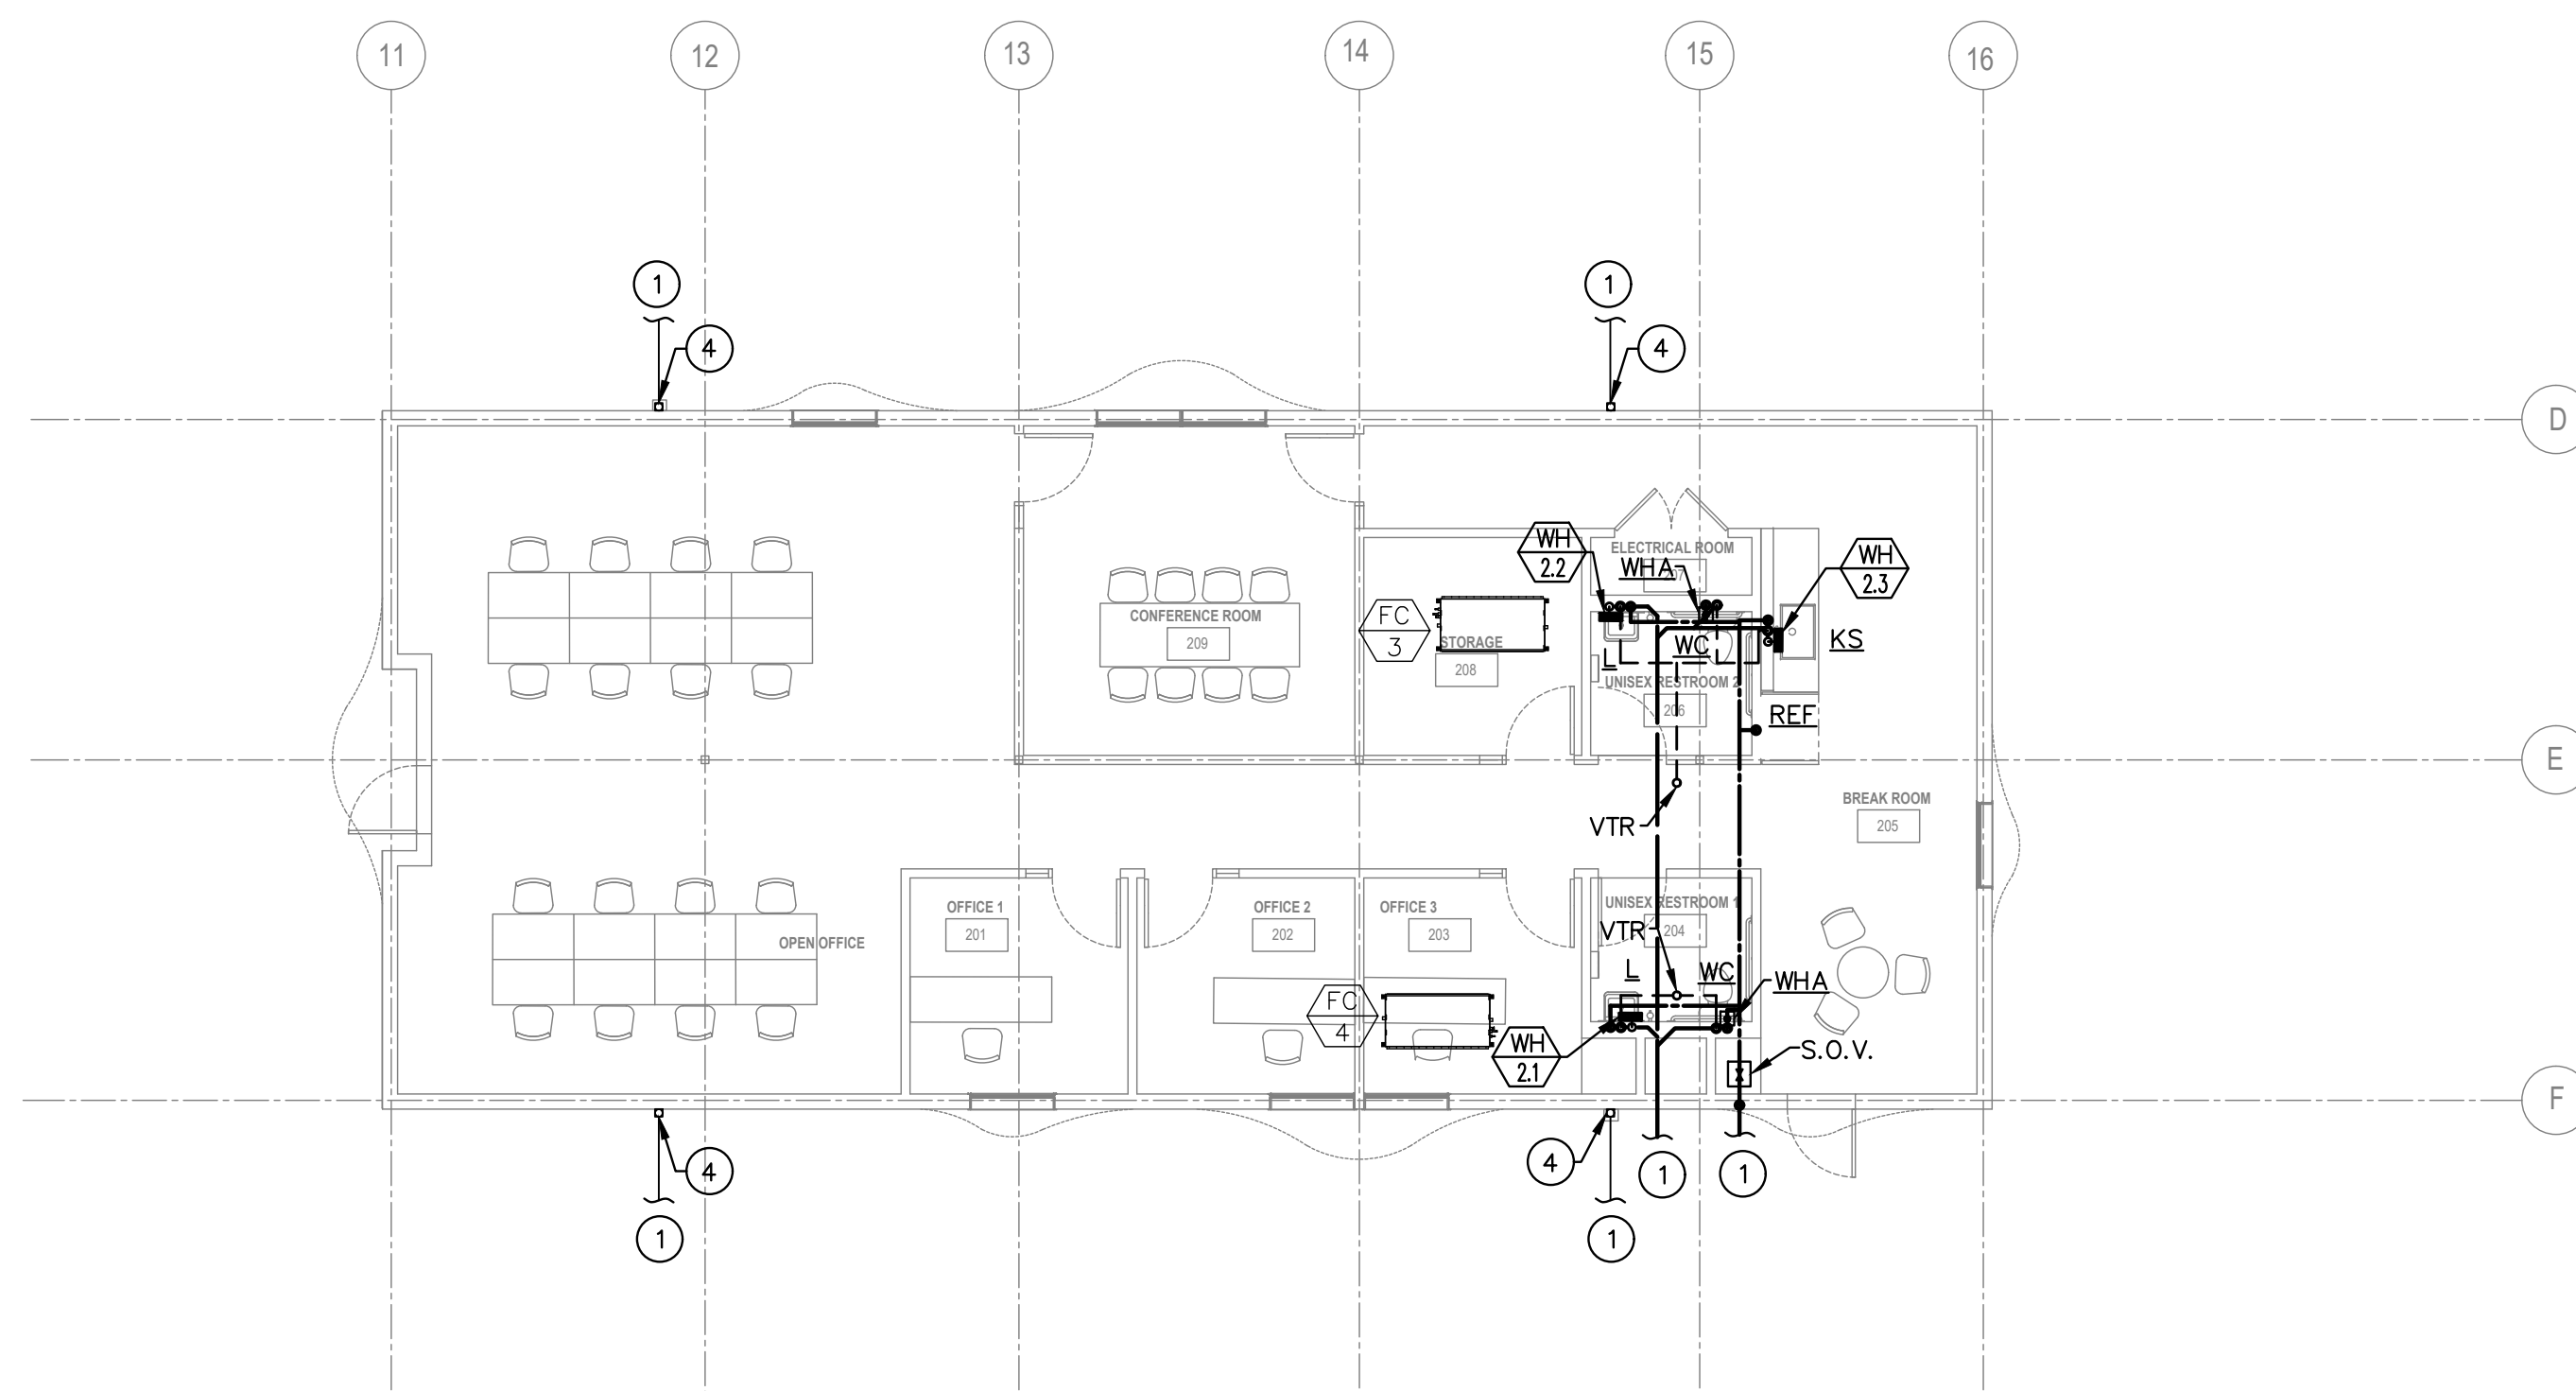 11
12
13
14
15
16
1
1
4
4
D
WH
2.2
ELECTRICAL ROOM
207
WHA
WH
2.3
FC
3
CONFERENCE ROOM
209
STORAGE
208
WC
L
KS
UNISEX RESTROOM 2
206
REF
E
VTR
BREAK ROOM
205
OFFICE 1
201
OFFICE 2
202
OFFICE 3
203
UNISEX RESTROOM 1
204
VTR
OPEN OFFICE
L
WC
WHA
FC
4
WH
2.1
S.O.V.
F
4
4
1
1
1
1